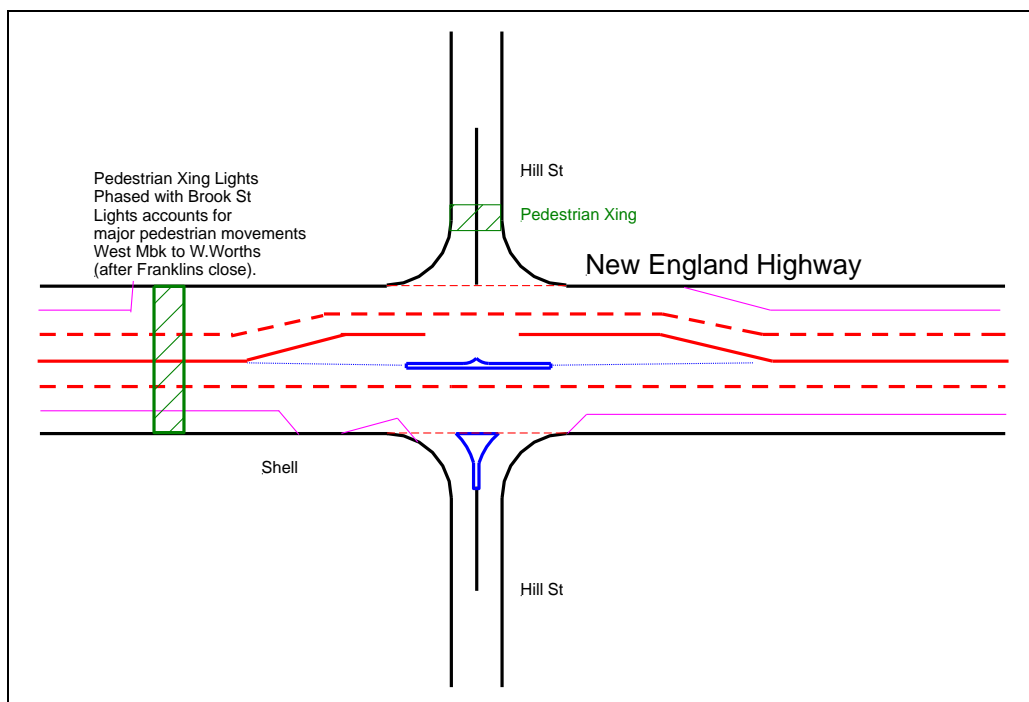 Pedestrian Xing Lights
Phased with Brook St
Lights accounts for
major pedestrian movements
West Mbk to W.Worths
(after Franklins close).
Hill St
Pedestrian Xing
New England Highway
Shell
Hill St